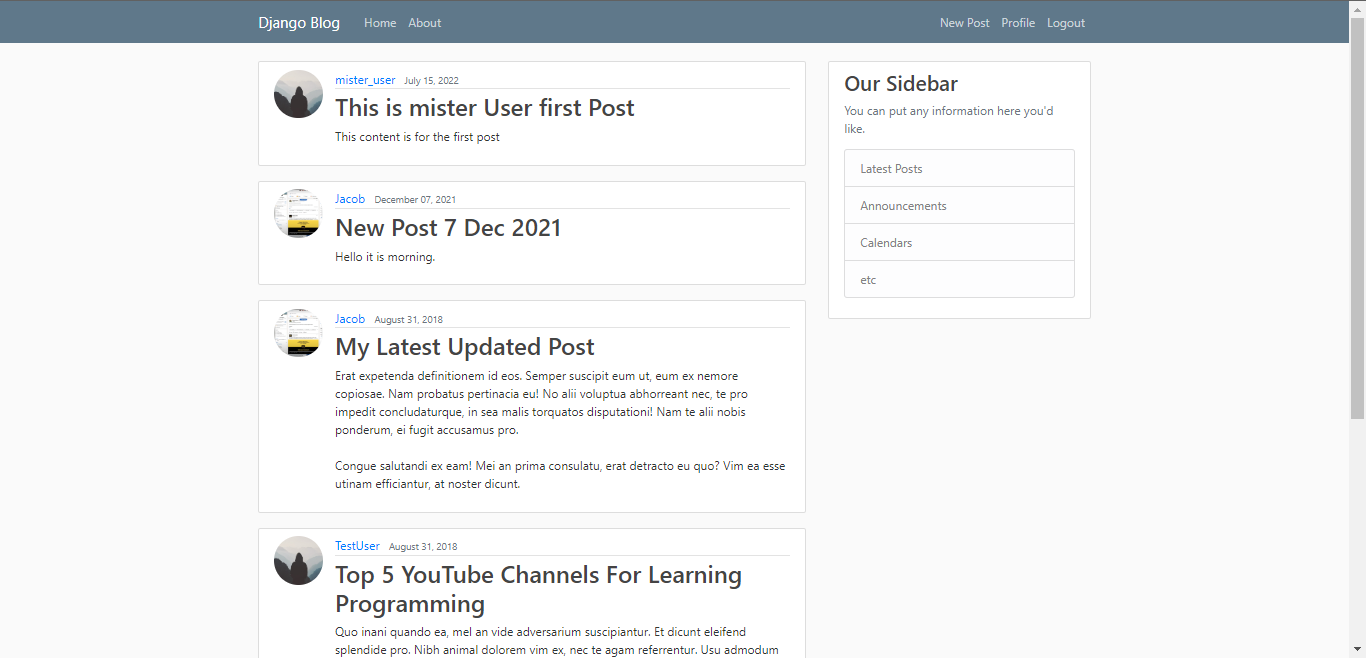 Django Blog Home About New Post Profile Logout
mister_user July 15, 2022
This is mister User first Post
This content is for the first post
Jacob December 07, 2021
New Post 7 Dec 2021
Hello it is morning.
Jacob August 31, 2018
My Latest Updated Post
Erat expetenda definitionem id eos. Semper suscipit eum ut, eum ex nemore
copiosae. Nam probatus pertinacia eu! No alii voluptua abhorreant nec, te pro
impedit concludaturque, in sea malis torquatos disputationi! Nam te alii nobis
ponderum, ei fugit accusamus pro.
Congue salutandi ex eam! Mei an prima consulatu, erat detracto eu quo? Vim ea esse
utinam efficiantur, at noster dicunt.
TestUser August 31, 2018
Top 5 YouTube Channels For Learning
Programming
Quo inani quando ea, mel an vide adversarium suscipiantur. Et dicunt eleifend
splendide pro. Nibh animal dolorem vim ex, nec te agam referrentur. Usu admodum
Our Sidebar
You can put any information here you'd
like.
Latest Posts
Announcements
Calendars
etc